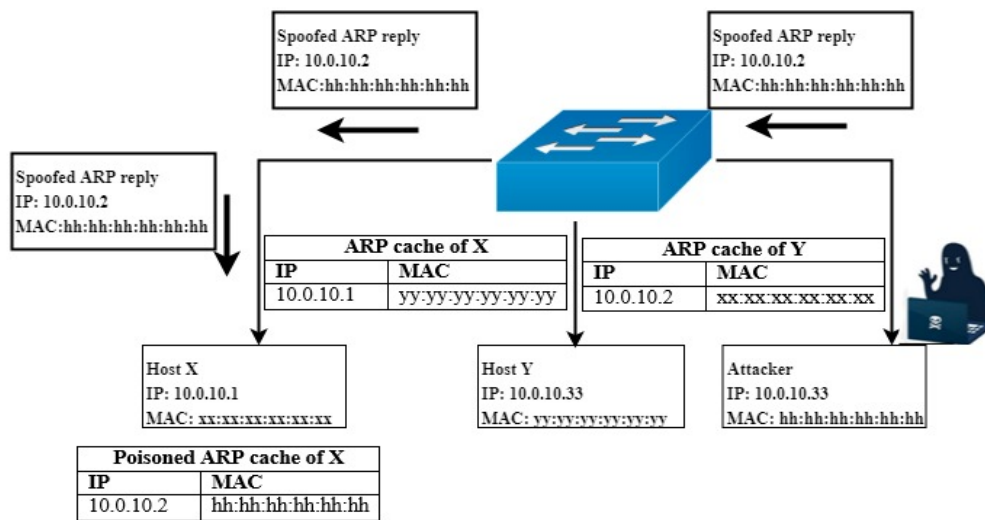 Spoofed ARP reply
IP: 10.0.10.2
MAC:hh:hh:hh:hh:hh:hh
Spoofed ARP reply
IP: 10.0.10.2
MAC:hh:hh:hh:hh:hh:hh
Spoofed ARP reply
IP: 10.0.10.2
MAC:hh:hh:hh:hh:hh:hh
ARP cache of X
IP MAC
10.0.10.1 yy:yy:yy:yy:yy:yy
ARP cache of Y
IP MAC
10.0.10.2 xx:xx:xx:xx:xx:xx
Host X
IP: 10.0.10.1
MAC: xx:xx:xx:xx:xx:xx
Host Y
IP: 10.0.10.33
MAC: yy:yy:yy:yy:yy:yy
Attacker
IP: 10.0.10.33
MAC: hh:hh:hh:hh:hh:hh
Poisoned ARP cache of X
IP MAC
10.0.10.2 hh:hh:hh:hh:hh:hh